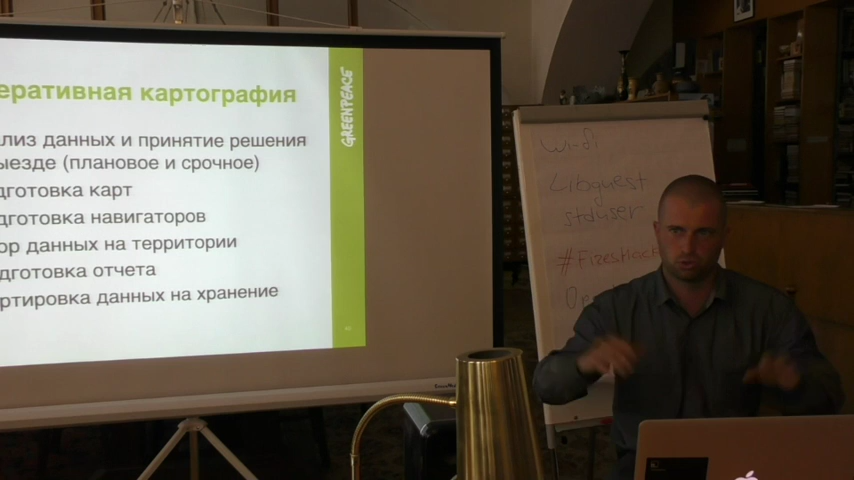 еративная картография
лиз данных и принятие решения
ыезде (плановое и срочное)
дготовка карт
дготовка навигаторов
ор данных на территории
дготовка отчета
ртировка данных на хранение
GREENPEACE
Wi-fi
Libguest
stduser